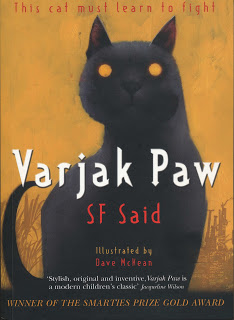 This cat must learn to fight
Varjak Paw
SF Said
Illustrated by
Dave McKean
'Stylish, original and inventive, Varjak Paw is
a modern children's classic' Jacqueline Wilson
WINNER OF THE SMARTIES PRIZE GOLD AWARD